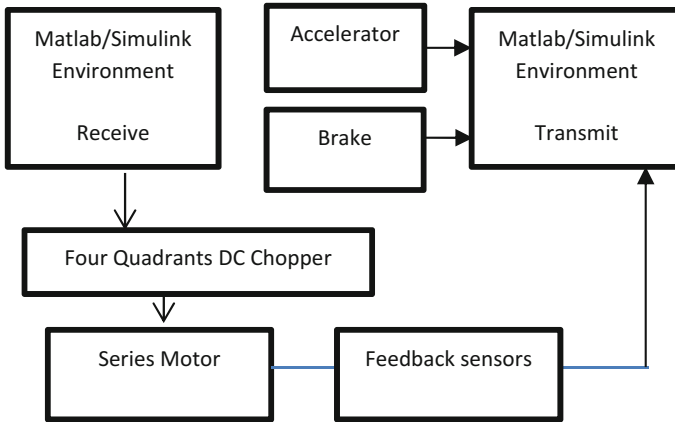 Matlab/Simulink
Environment
Receive
Accelerator
Brake
Matlab/Simulink
Environment
Transmit
Four Quadrants DC Chopper
Series Motor
Feedback sensors